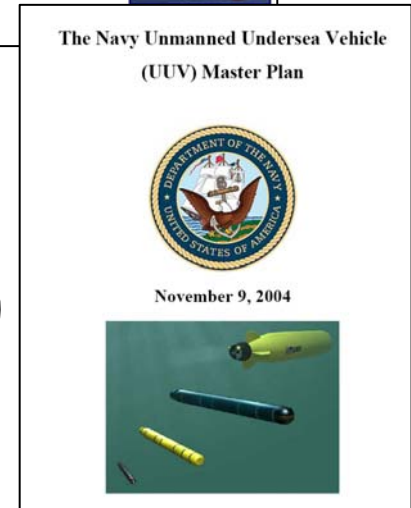 The Navy Unmanned Undersea Vehicle
(UUV) Master Plan
DEPARTMENT OF THE NAVY
UNITED STATES OF AMERICA
November 9, 2004